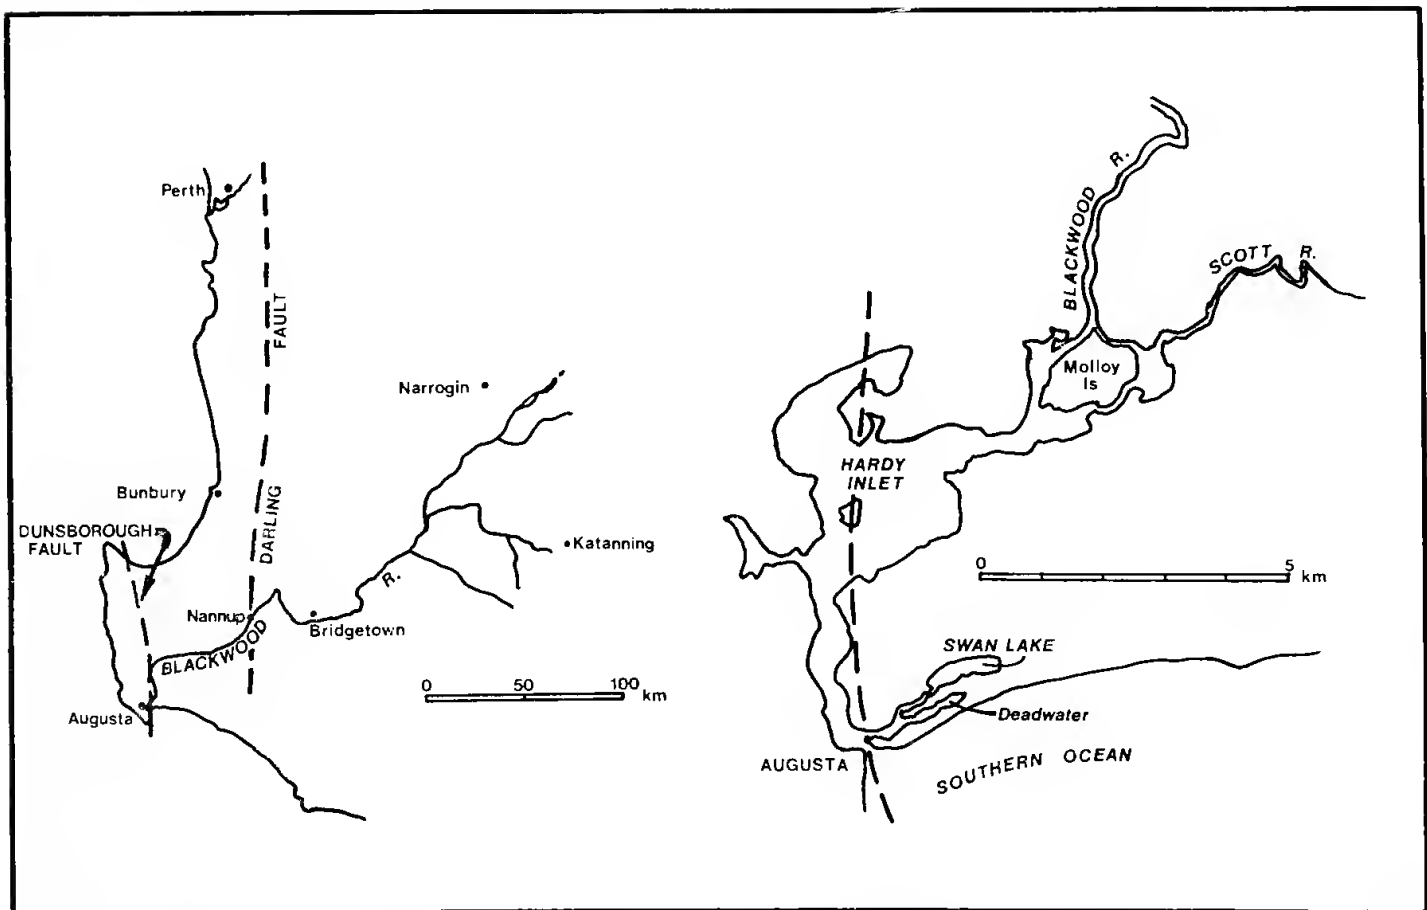 Perth
FAULT
Narrogin
Bunbury
DARLING
DUNSBOROUGH
FAULT
Katanning
R.
Nannup
Bridgetown
BLACKWOOD
Augusta
0 50 100 km
BLACKWOOD R.
SCOTT R.
Molloy
Is
HARDY
INLET
0 5 km
SWAN LAKE
Deadwater
AUGUSTA
SOUTHERN OCEAN